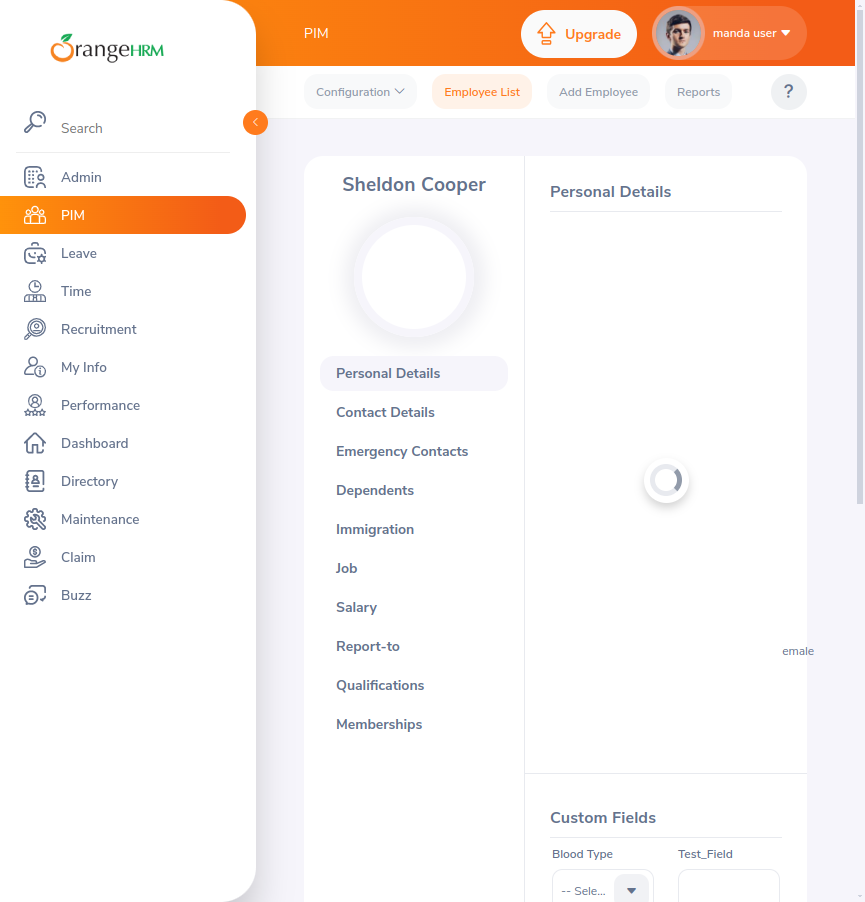 OrangeHRM
Search
Admin
PIM
Leave
Time
Recruitment
My Info
Performance
Dashboard
Directory
Maintenance
Claim
Buzz
PIM
Upgrade
manda user
Configuration
Employee List
Add Employee
Reports
?
Sheldon Cooper
Personal Details
Contact Details
Emergency Contacts
Dependents
Immigration
Job
Salary
Report-to
Qualifications
Memberships
Personal Details
emale
Custom Fields
Blood Type
Test_Field
-- Sele...